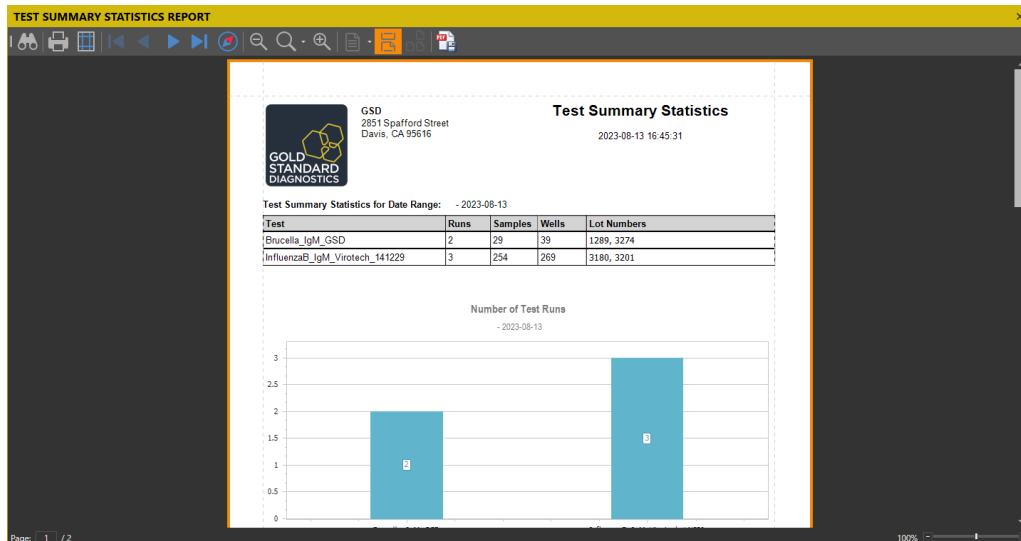 TEST SUMMARY STATISTICS REPORT
PDF
GSD
2851 Spafford Street
Davis, CA 95616
Test Summary Statistics
2023-08-13 16:45:31
GOLD
STANDARD
DIAGNOSTICS
Test Summary Statistics for Date Range: - 2023-08-13
Test Runs Samples Wells Lot Numbers
Brucella_IgM_GSD 2 29 39 1289, 3274
InfluenzaB_IgM_Virotech_141229 3 254 269 3180, 3201
Number of Test Runs
- 2023-08-13
3
2.5
2
1.5
1
0.5
0
2
3
Page: 1 / 2
100%